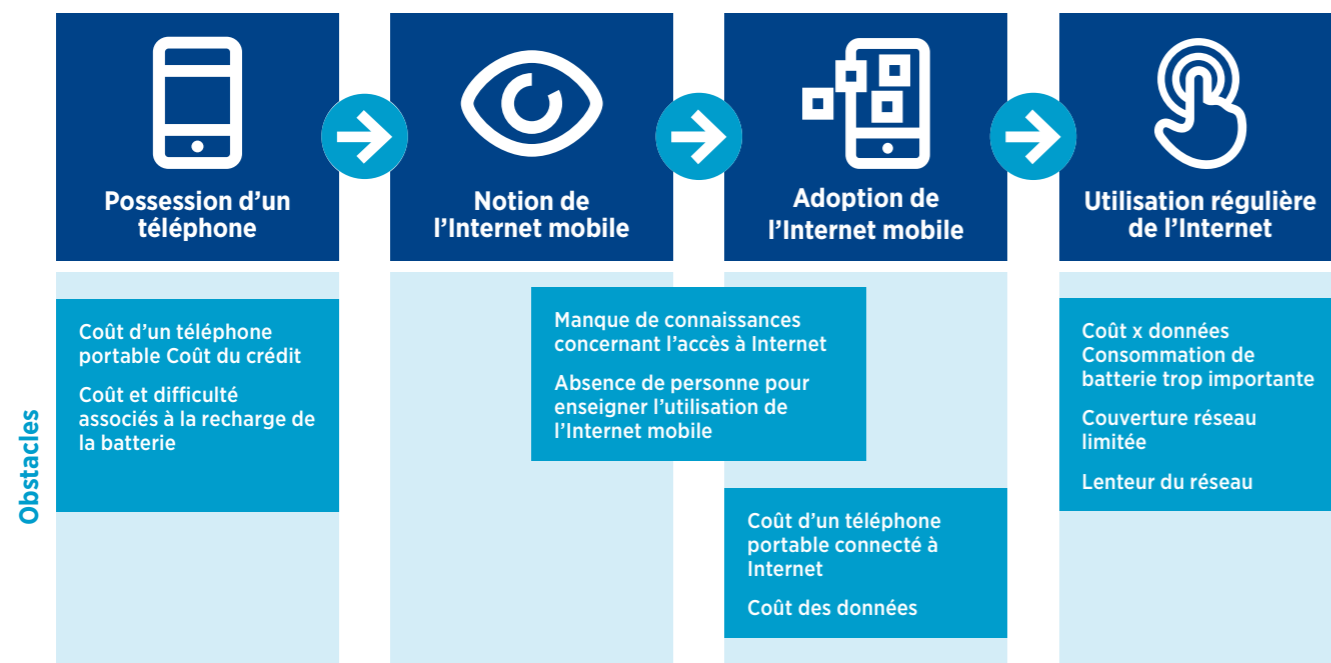 Possession d'un
téléphone
Notion de
l'Internet mobile
Adoption de
l'Internet mobile
Utilisation régulière
de l'Internet
Obstacles
Coût d'un téléphone
portable Coût du crédit
Coût et difficulté
associés à la recharge de
la batterie
Manque de connaissances
concernant l'accès à Internet
Absence de personne pour
enseigner l'utilisation de
l'Internet mobile
Coût d'un téléphone
portable connecté à
Internet
Coût des données
Coût x données
Consommation de
batterie trop importante
Couverture réseau
limitée
Lenteur du réseau